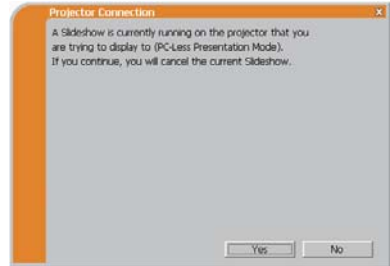 Projector Connection
A Slideshow is currently running on the projector that you
are trying to display to (PC-Less Presentation Mode).
If you continue, you will cancel the current Slideshow.
Yes
No